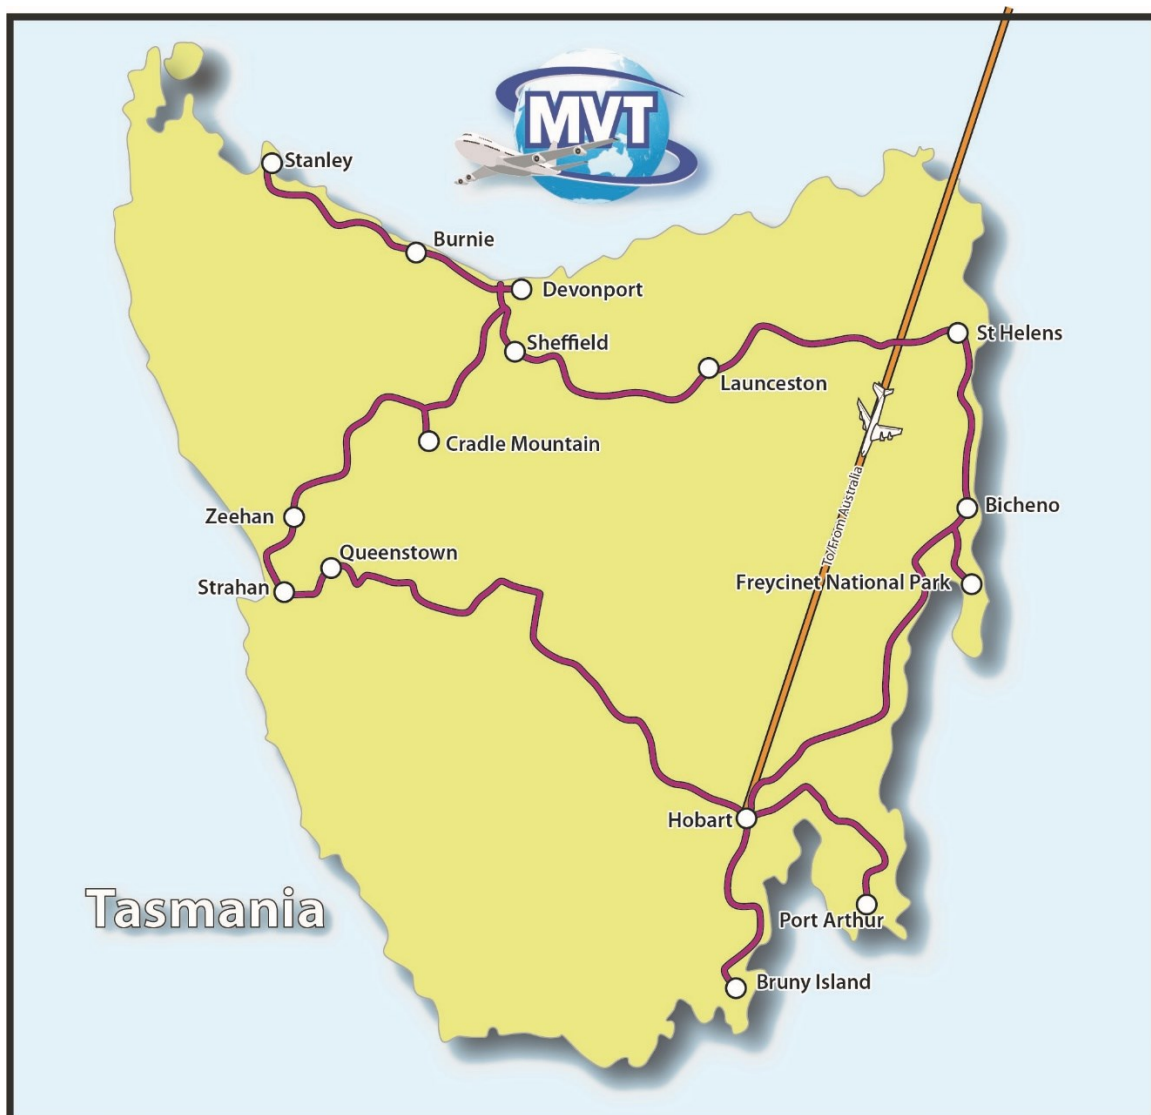 MVT
Stanley
Burnie
Devonport
Sheffield
St Helens
Launceston
Cradle Mountain
To/From Australia
Zeehan
Bicheno
Queenstown
Strahan
Freycinet National Park
Hobart
Tasmania
Port Arthur
Bruny Island